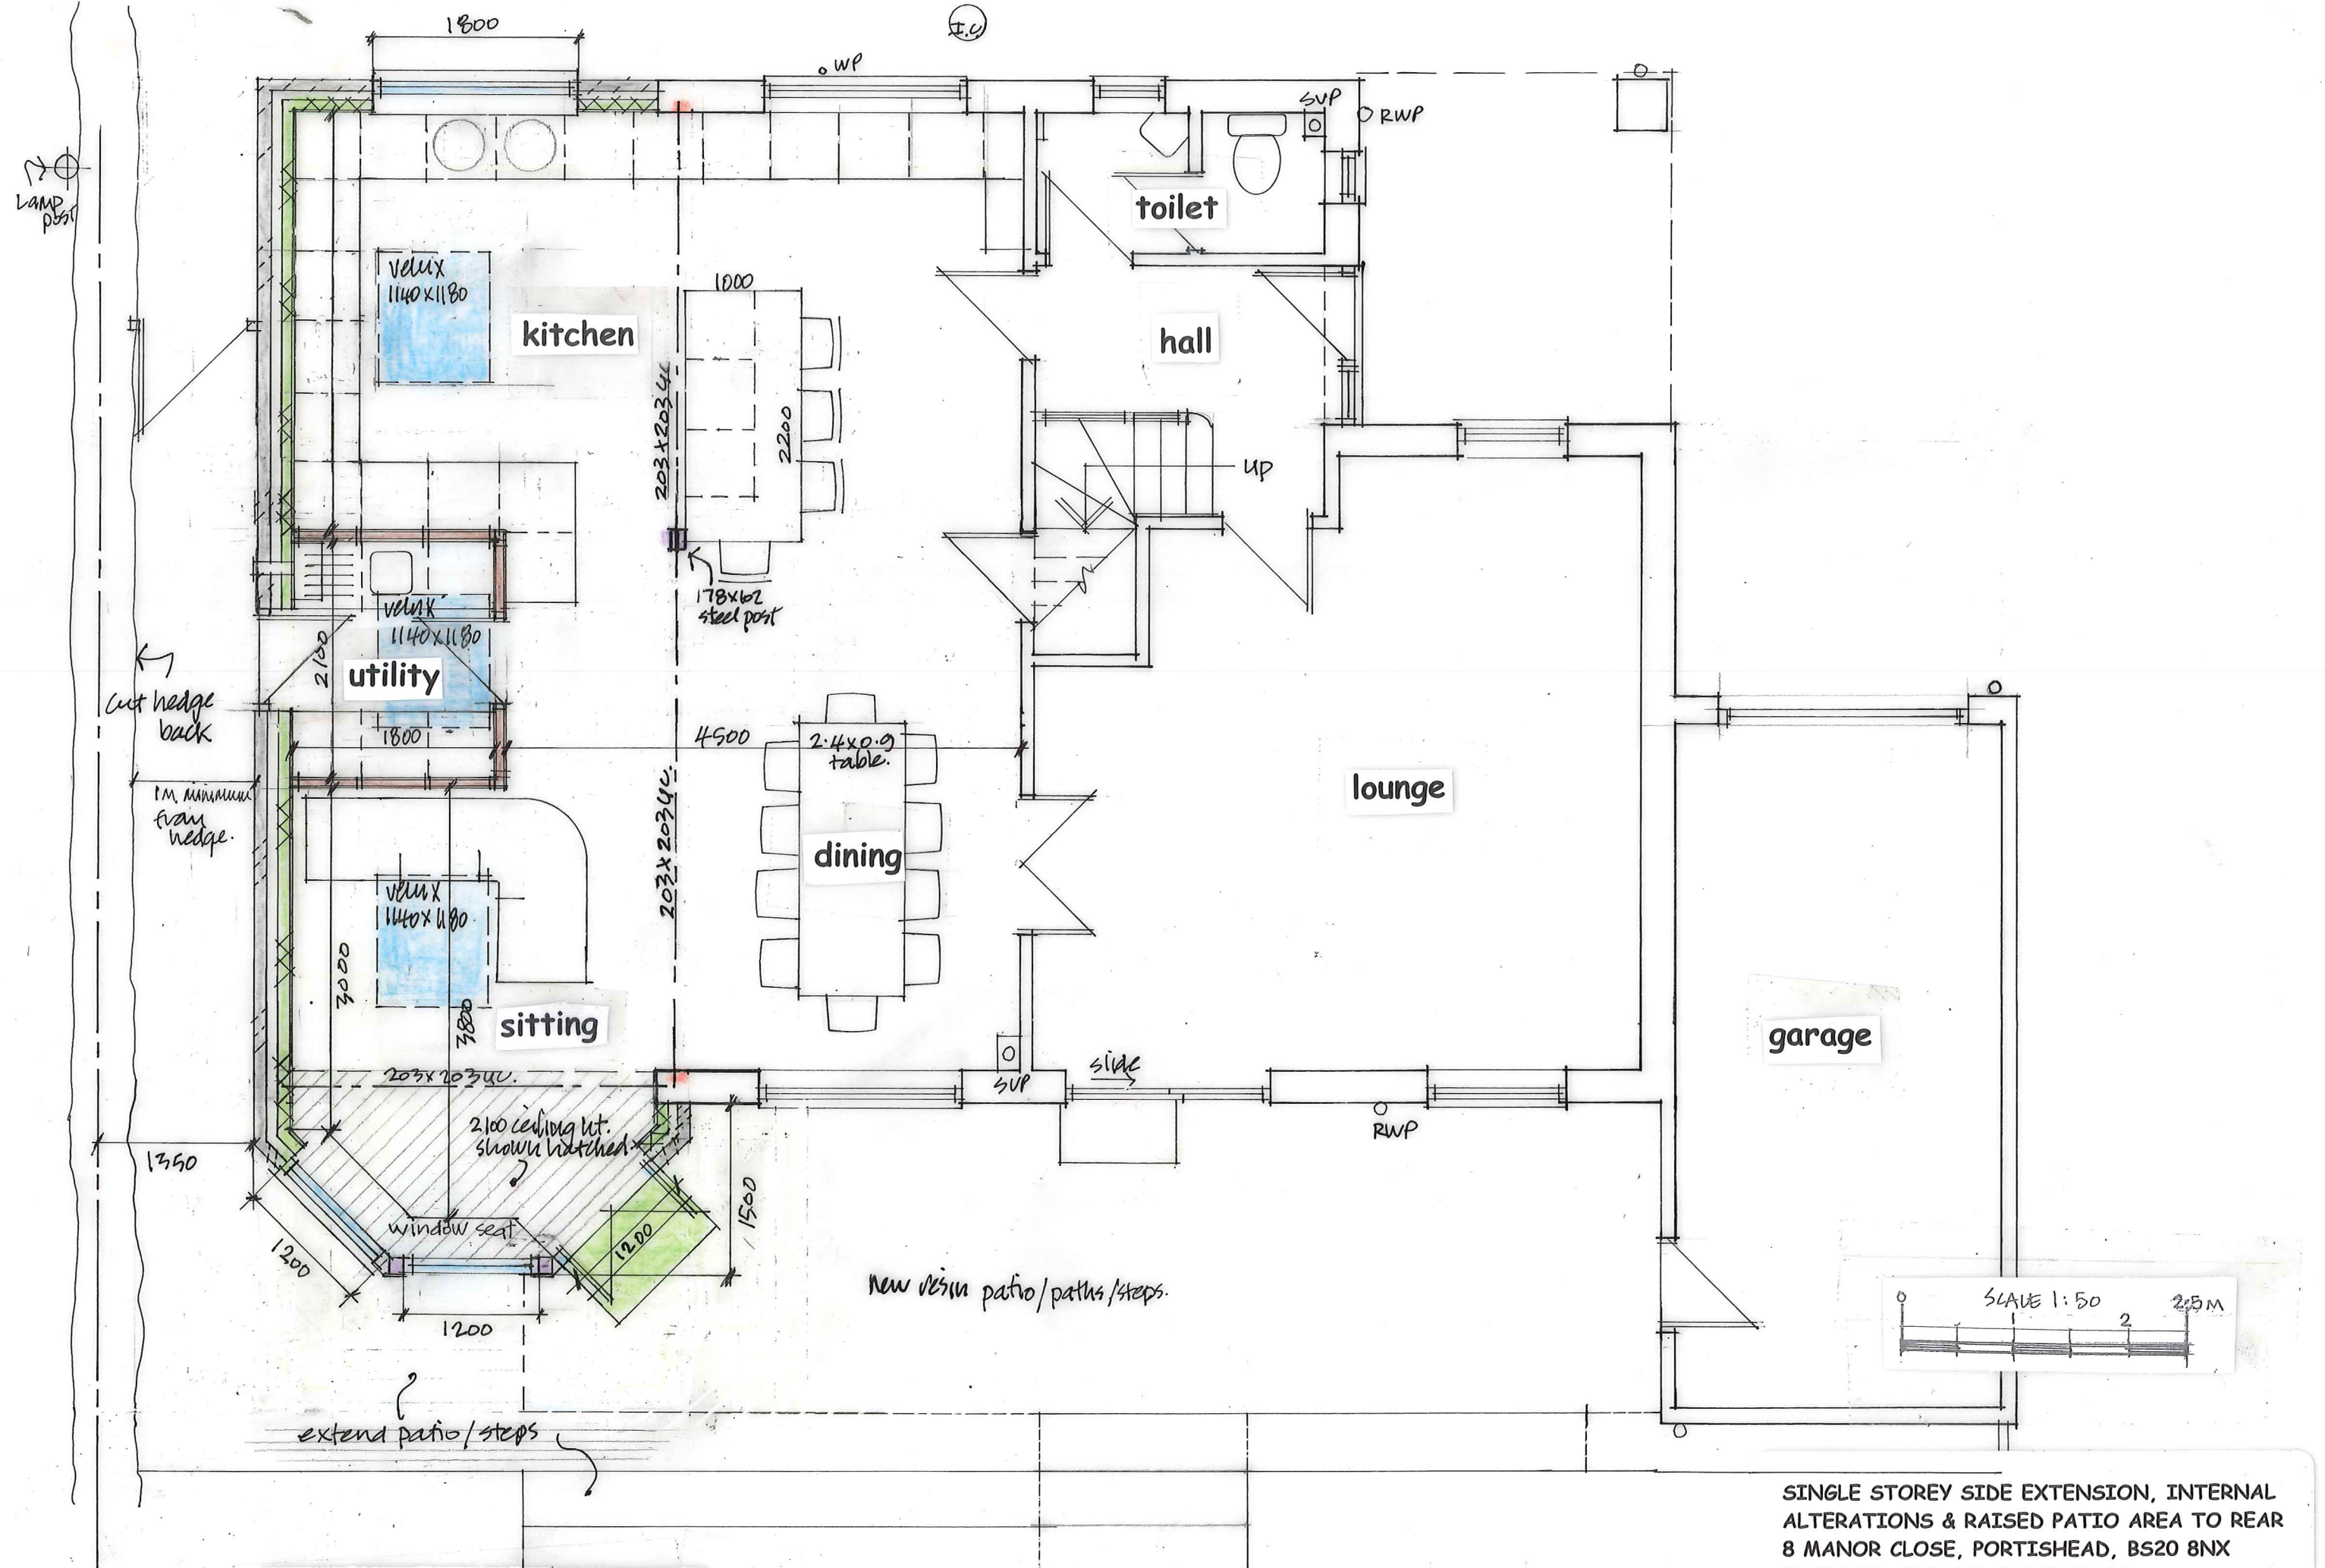 1800
I.C
WP
SVP
RWP
Lamp
post
toilet
velux
1140x1180
1000
kitchen
hall
203x203uc
2200
UP
178x102
steel post
velux
1140x1180
2100
utility
cut hedge
back
1800
4500
2.4x0.9
table.
1m minimum
from
hedge.
203x203uc.
lounge
dining
velux
1140x1180
3000
3800
sitting
garage
203x203uc.
SVP
slide
2100 ceiling ht.
shown hatched.
RWP
1350
1500
window seat
1200
1200
1200
new resin patio/paths/steps.
0
SCALE 1:50
2.5M
2
extend patio/steps
SINGLE STOREY SIDE EXTENSION, INTERNAL
ALTERATIONS & RAISED PATIO AREA TO REAR
8 MANOR CLOSE, PORTISHEAD, BS20 8NX